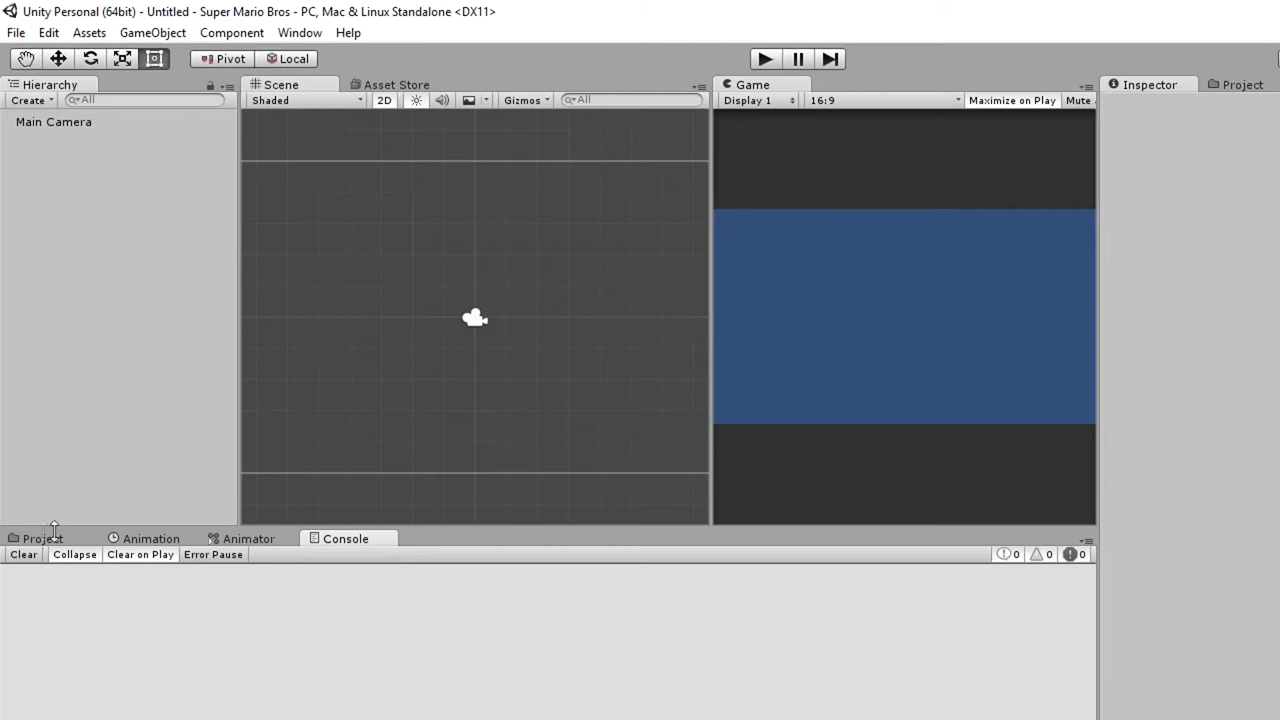 Unity Personal (64bit) - Untitled - Super Mario Bros - PC, Mac & Linux Standalone <DX11>
File Edit Assets GameObject Component Window Help
Pivot Local
Hierarchy Scene Asset Store Game Inspector Project
Create All Shaded 2D Gizmos All Display 1 16:9 Maximize on Play Mute
Main Camera
Project Animation Animator Console
Clear Collapse Clear on Play Error Pause 0 0 0